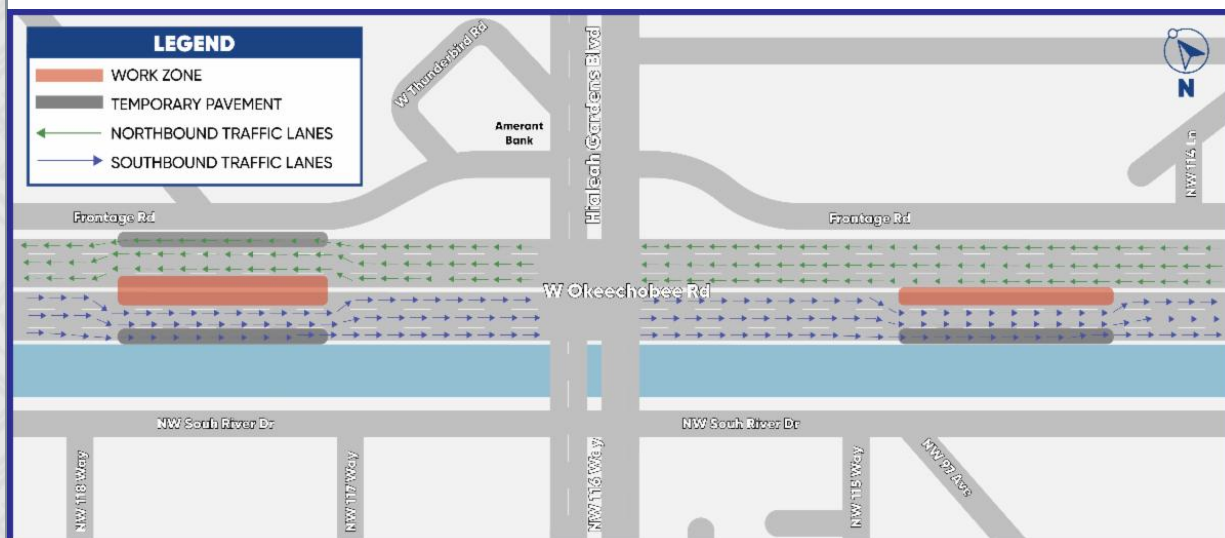 LEGEND
WORK ZONE
TEMPORARY PAVEMENT
NORTHBOUND TRAFFIC LANES
SOUTHBOUND TRAFFIC LANES
W Thunderbird Rd
Amerant
Bank
Hialeah Gardens Blvd
N
NW 114 Ln
Frontage Rd
Frontage Rd
W Okeechobee Rd
NW Souh River Dr
NW Souh River Dr
NW 118 Way
NW 117 Way
NW 116 Way
NW 115 Way
NW 97 Ave